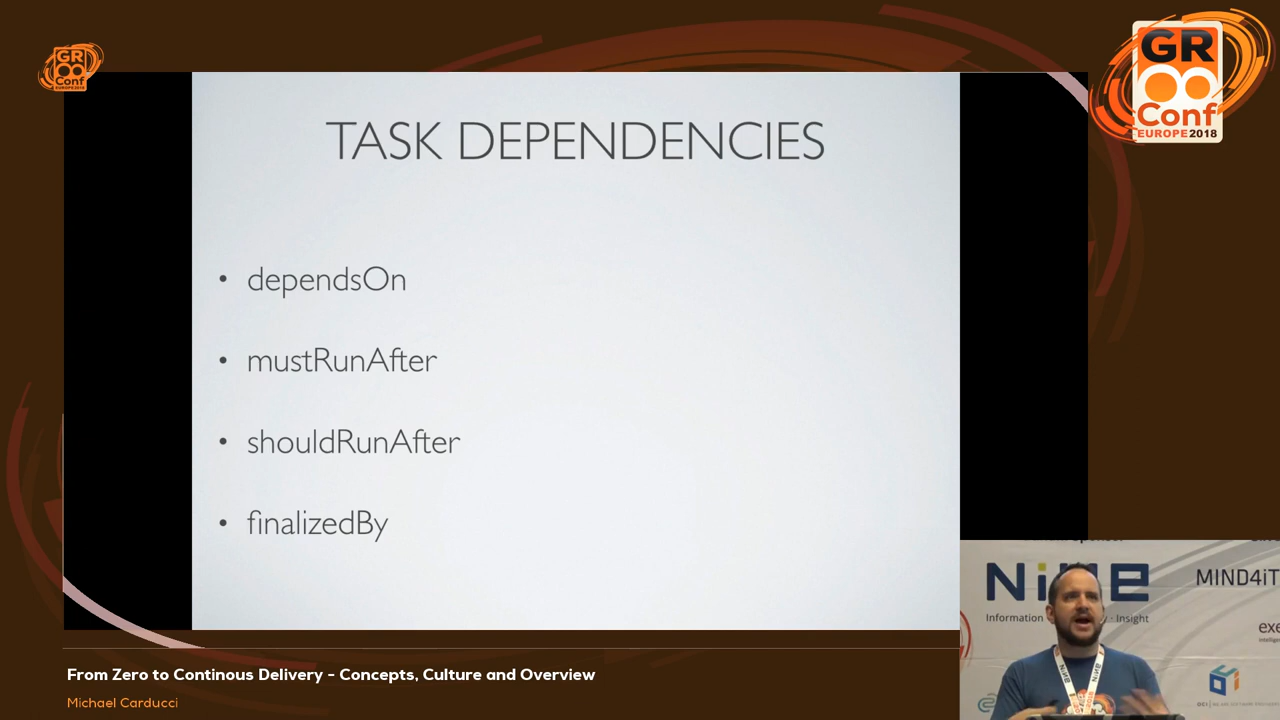 GR
Conf
EUROPE 2018
GR
Conf
EUROPE 2018
TASK DEPENDENCIES
• dependsOn
• mustRunAfter
• shouldRunAfter
• finalizedBy
MIND4iT
Information
Insight
exe
From Zero to Continous Delivery - Concepts, Culture and Overview
Michael Carducci